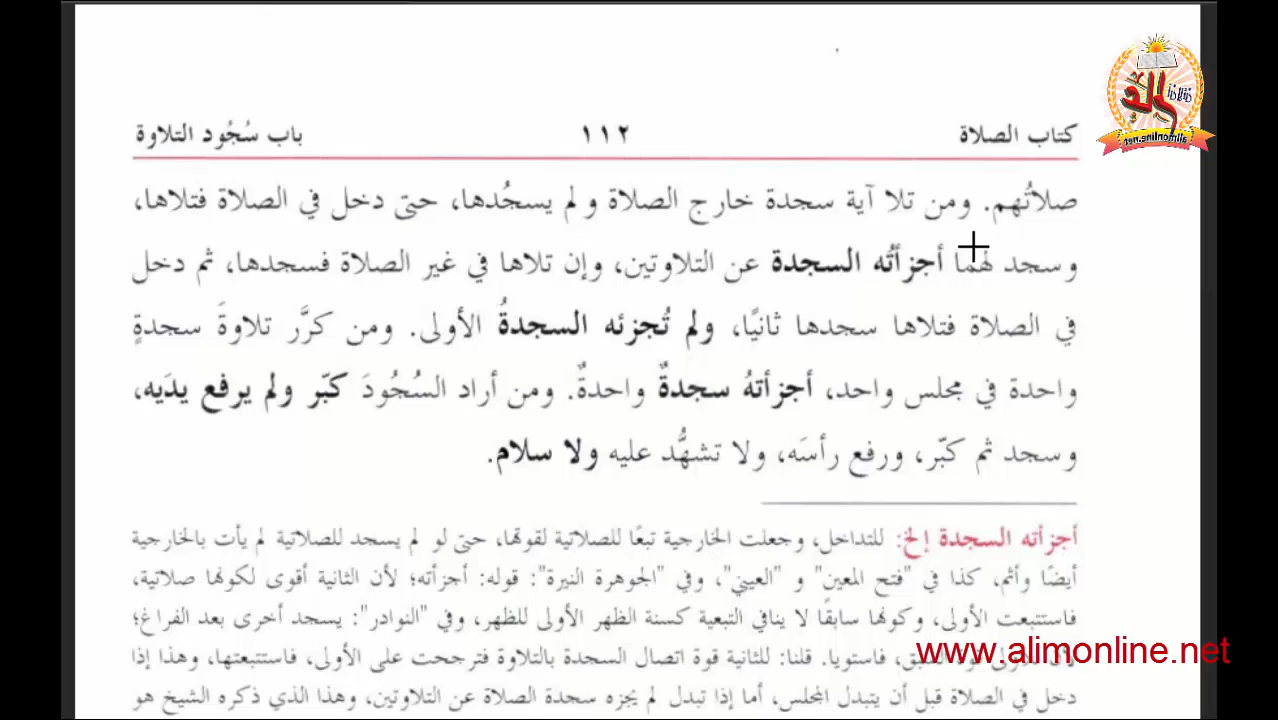 كتاب الصلاة ١١٢ باب سُجُود التلاوة
صلاتُهم. ومن تلا آية سجدة خارج الصلاة ولم يسجُدها، حتى دخل في الصلاة فتلاها،
وسجد لهما أجزأتْه السجدة عن التلاوتين، وإن تلاها في غير الصلاة فسجدها، ثم دخل
في الصلاة فتلاها سجدها ثانيًا، ولم تُجزئه السجدةُ الأولى. ومن كرَّر تلاوةَ سجدةٍ
واحدة في مجلس واحد، أجزأتهُ سجدةٌ واحدةٌ. ومن أراد السُجُودَ كبّر ولم يرفع يدَيه،
وسجد ثم كبّر، ورفع رأسَه، ولا تشهُّد عليه ولا سلام.
أجزأته السجدة إلخ: للتداخل، وجعلت الخارجية تبعًا للصلاتية لقوتها، حتى لو لم يسجد للصلاتية لم يأت بالخارجية
أيضًا وأثم، كذا في "فتح المعين" و "العيني"، وفي "الجوهرة النيرة": قوله: أجزأته؛ لأن الثانية أقوى لكونها صلاتية،
فاستتبعت الأولى، وكونها سابقًا لا ينافي التبعية كسنة الظهر الأولى للظهر، وفي "النوادر": يسجد أخرى بعد الفراغ؛
فاستويا. قلنا: للثانية قوة اتصال السجدة بالتلاوة فترجحت على الأولى، فاستتبعتها، وهذا إذا
دخل في الصلاة قبل أن يتبدل المجلس، أما إذا تبدل لم يجزه سجدة الصلاة عن التلاوتين، وهذا الذي ذكره الشيخ هو
alimonline.net
www.alimonline.net